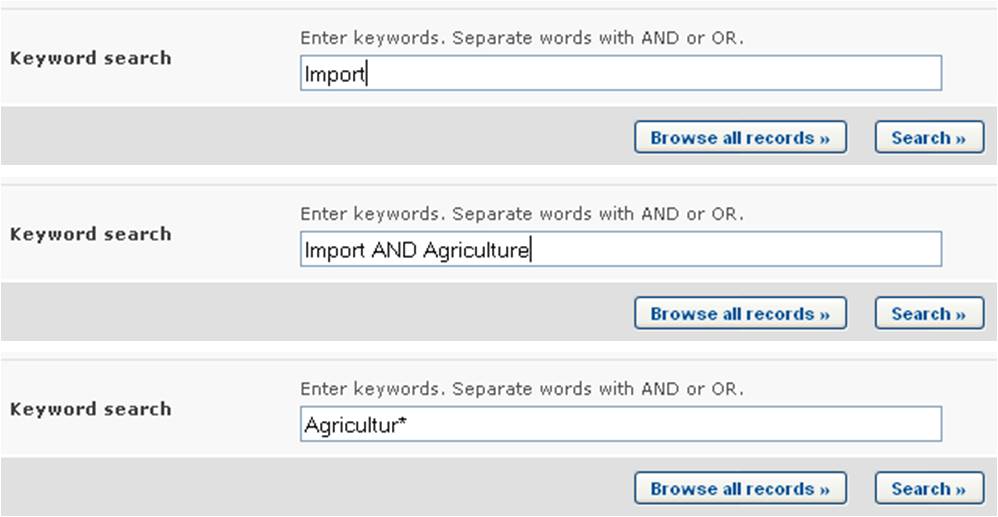 Enter keywords. Separate words with AND or OR.
Keyword search
Import
Browse all records »
Search »
Enter keywords. Separate words with AND or OR.
Keyword search
Import AND Agriculture
Browse all records »
Search »
Enter keywords. Separate words with AND or OR.
Keyword search
Agricultur*
Browse all records »
Search »